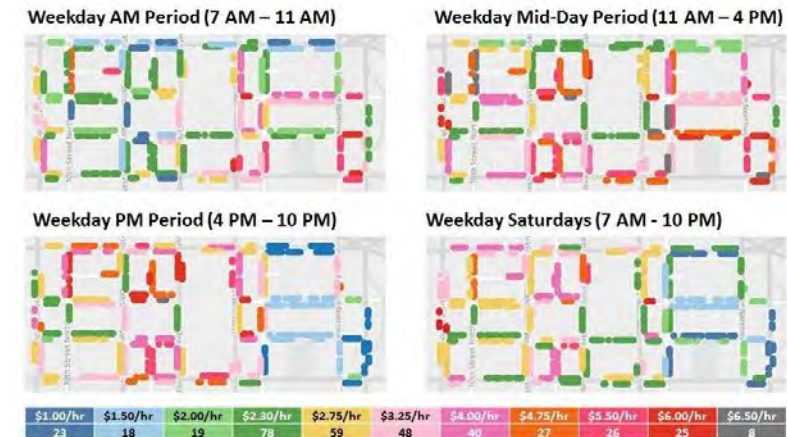 Weekday AM Period (7 AM – 11 AM)
Weekday Mid-Day Period (11 AM – 4 PM)
Weekday PM Period (4 PM – 10 PM)
Weekday Saturdays (7 AM - 10 PM)
$1.00/hr $1.50/hr $2.00/hr $2.30/hr $2.75/hr $3.25/hr $4.00/hr $4.75/hr $5.50/hr $6.00/hr $6.50/hr
23 18 19 78 59 48 40 27 26 25 8